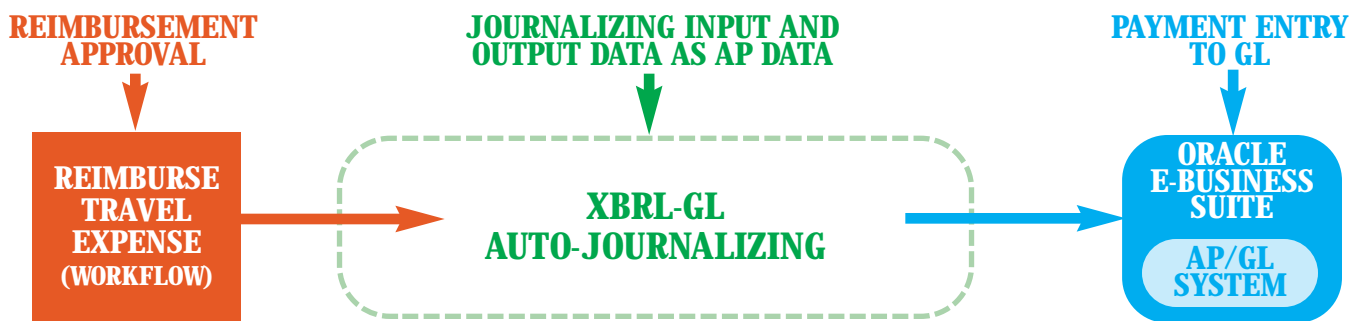 REIMBURSEMENT
APPROVAL
JOURNALIZING INPUT AND
OUTPUT DATA AS AP DATA
PAYMENT ENTRY
TO GL
REIMBURSE
TRAVEL
EXPENSE
(WORKFLOW)
XBRL-GL
AUTO-JOURNALIZING
ORACLE
E-BUSINESS
SUITE
AP/GL
SYSTEM